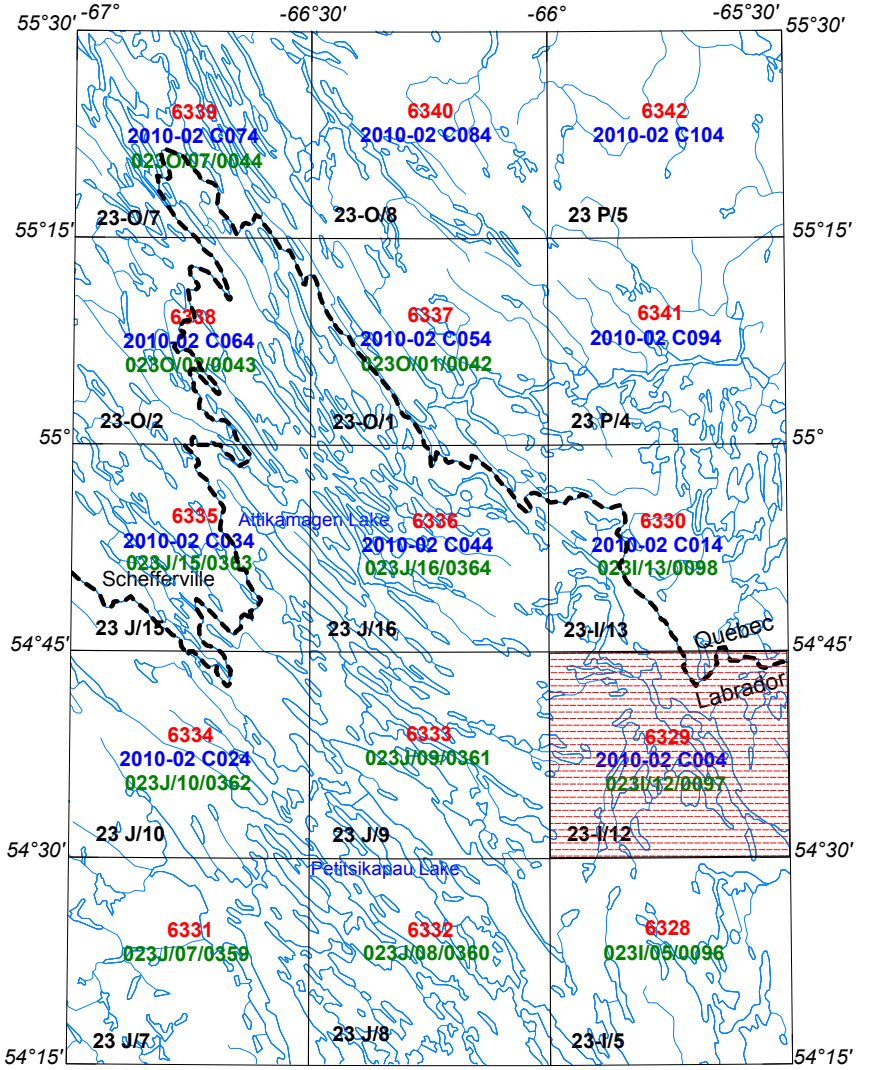 -67° -66°30' -66° -65°30'
55°30' 55°30'
6339 6340 6342
2010-02 C074 2010-02 C084 2010-02 C104
023O/07/0044
23-O/7 23-O/8 23 P/5
55°15' 55°15'
6338 6337 6341
2010-02 C064 2010-02 C054 2010-02 C094
023O/02/0043 023O/01/0042
23-O/2 23-O/1 23 P/4
55° 55°
6335 Attikamagen Lake 6336 6330
2010-02 C034 2010-02 C044 2010-02 C014
023J/15/0363 023J/16/0364 023I/13/0098
Schefferville
23 J/15 23 J/16 23-I/13 Quebec
54°45' 54°45'
Labrador
6334 6333 6329
2010-02 C024 023J/09/0361 2010-02 C004
023J/10/0362 023I/12/0097
23 J/10 23 J/9 23-I/12
54°30' 54°30'
Petitsikapau Lake
6331 6332 6328
023J/07/0359 023J/08/0360 023I/05/0096
23 J/7 23 J/8 23-I/5
54°15' 54°15'